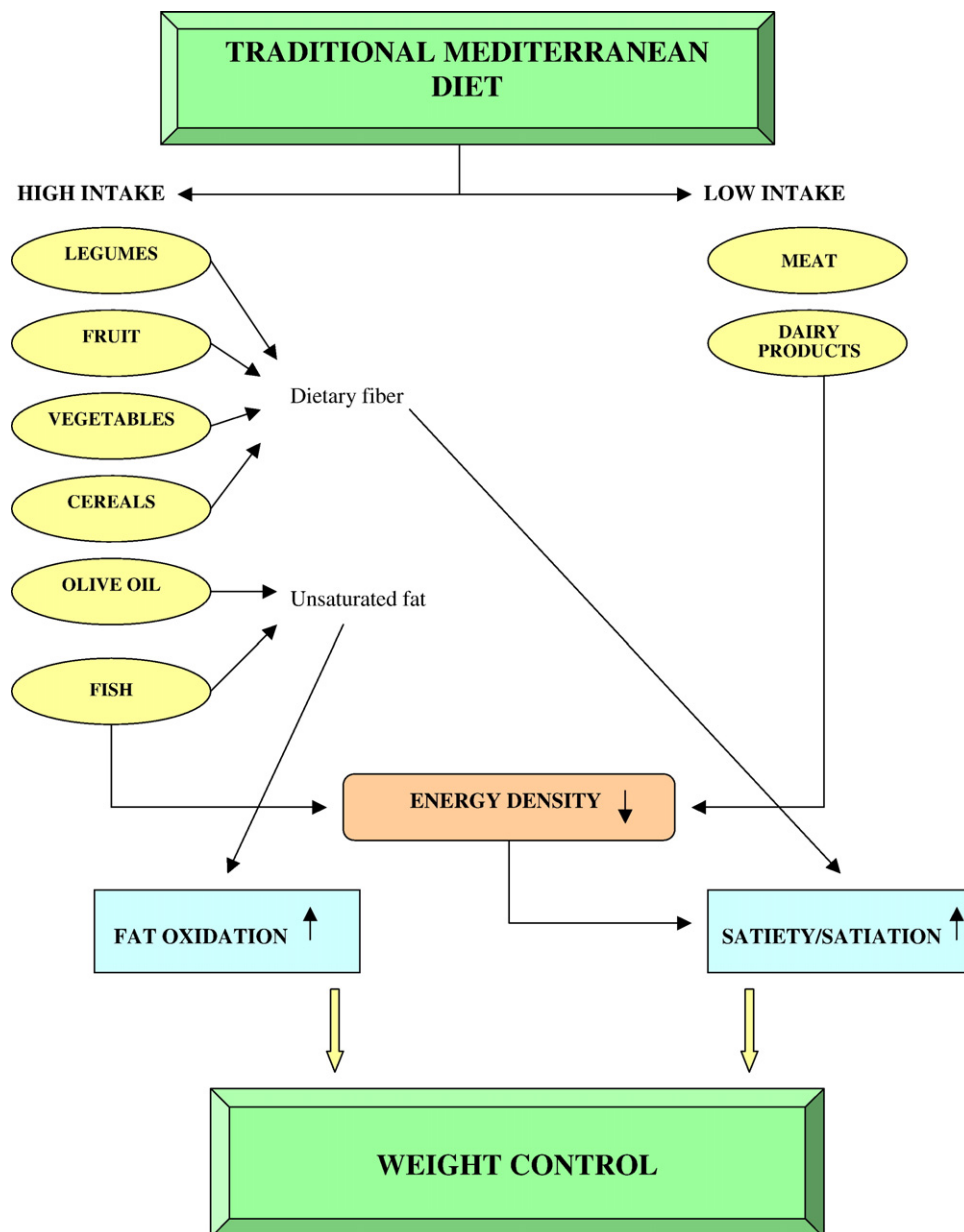 TRADITIONAL MEDITERRANEAN
DIET
HIGH INTAKE
LOW INTAKE
LEGUMES
MEAT
FRUIT
DAIRY
PRODUCTS
Dietary fiber
VEGETABLES
CEREALS
OLIVE OIL
Unsaturated fat
FISH
ENERGY DENSITY
FAT OXIDATION
SATIETY/SATIATION
WEIGHT CONTROL